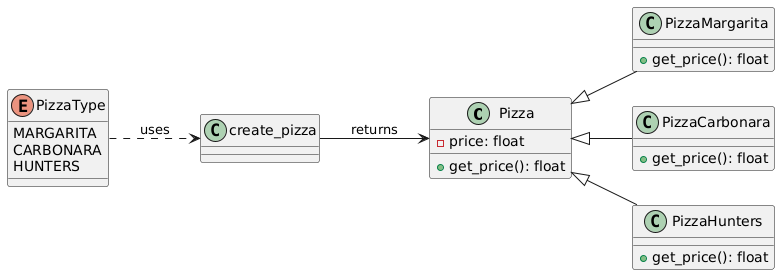 E PizzaType
MARGARITA
CARBONARA
HUNTERS
uses
C create_pizza
returns
C Pizza
price: float
get_price(): float
C PizzaMargarita
get_price(): float
C PizzaCarbonara
get_price(): float
C PizzaHunters
get_price(): float